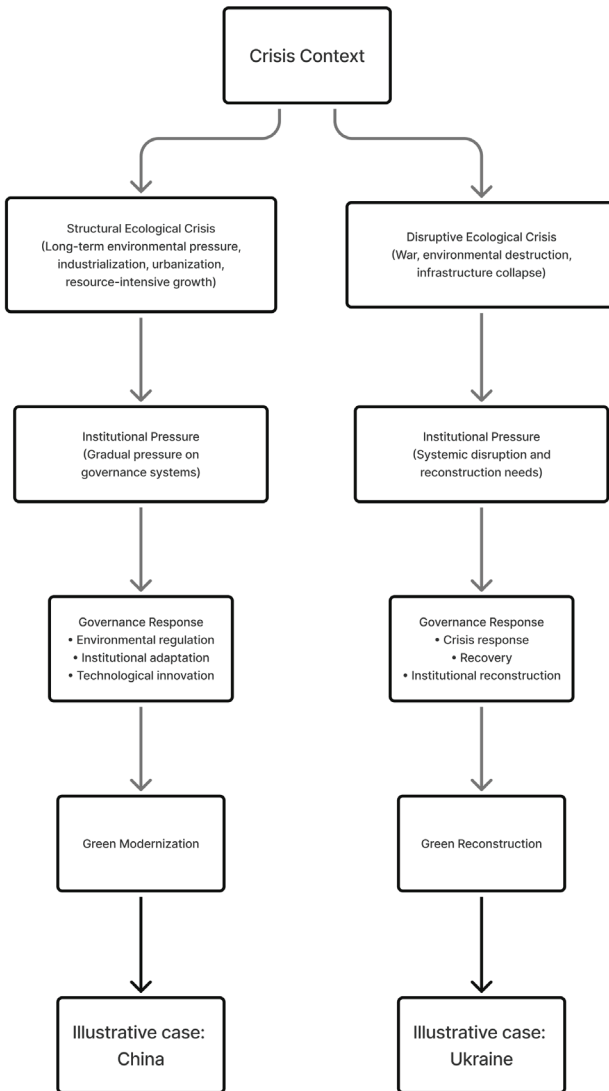 Crisis Context
Structural Ecological Crisis
(Long-term environmental pressure,
industrialization, urbanization,
resource-intensive growth)
Disruptive Ecological Crisis
(War, environmental destruction,
infrastructure collapse)
Institutional Pressure
(Gradual pressure on
governance systems)
Institutional Pressure
(Systemic disruption and
reconstruction needs)
Governance Response
• Environmental regulation
• Institutional adaptation
• Technological innovation
Governance Response
• Crisis response
• Recovery
• Institutional reconstruction
Green Modernization
Green Reconstruction
Illustrative case:
China
Illustrative case:
Ukraine